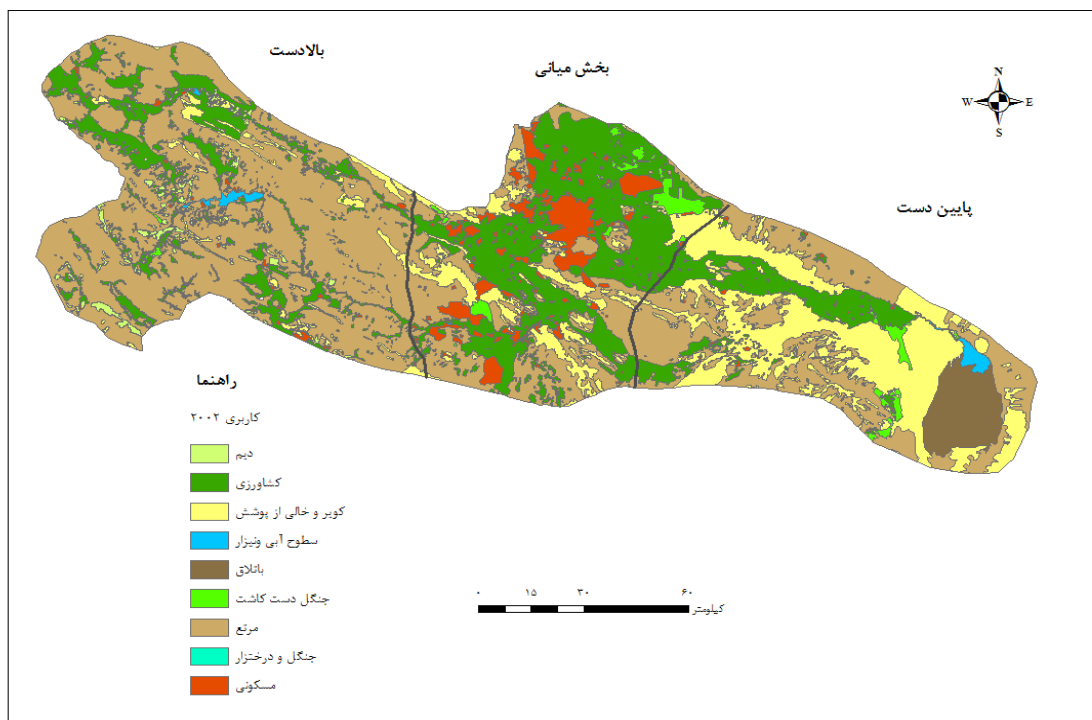 بالادست
بخش میانی
پایین دست
N
W E
S
راهنما
کاربری ۲۰۰۲
دیم
کشاورزی
کویر و خالی از پوشش
سطوح آبی ونیزار
باتلاق
جنگل دست کاشت
مرتع
جنگل و درختزار
مسکونی
۰ ۱۵ ۳۰ ۶۰
کیلومتر